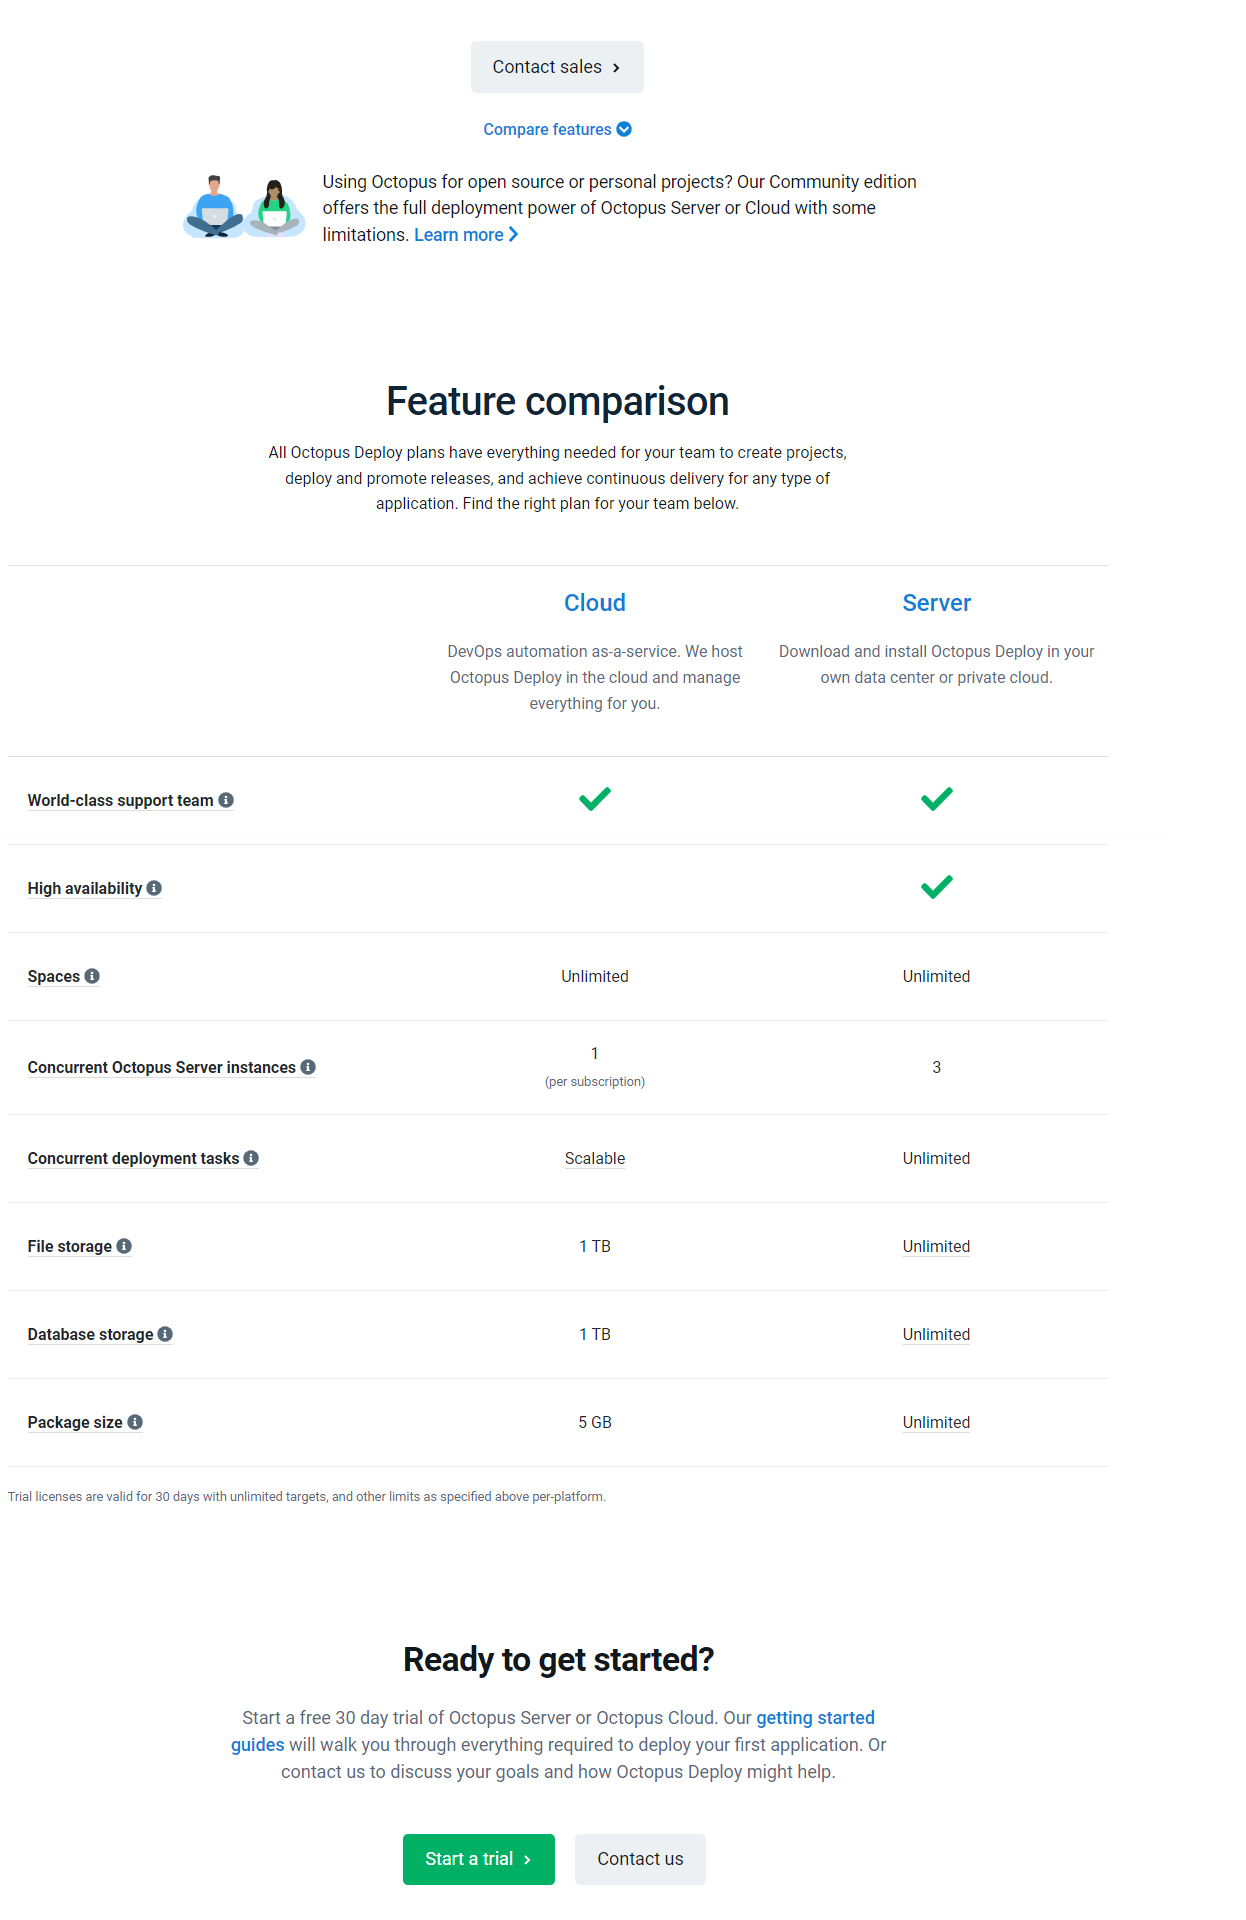 Contact sales
Compare features
Using Octopus for open source or personal projects? Our Community edition
offers the full deployment power of Octopus Server or Cloud with some
limitations. Learn more
Feature comparison
All Octopus Deploy plans have everything needed for your team to create projects,
deploy and promote releases, and achieve continuous delivery for any type of
application. Find the right plan for your team below.
Cloud
DevOps automation as-a-service. We host
Octopus Deploy in the cloud and manage
everything for you.
Server
Download and install Octopus Deploy in your
own data center or private cloud.
World-class support team
High availability
Spaces
Unlimited
Unlimited
Concurrent Octopus Server instances
1
(per subscription)
3
Concurrent deployment tasks
Scalable
Unlimited
File storage
1 TB
Unlimited
Database storage
1 TB
Unlimited
Package size
5 GB
Unlimited
Trial licenses are valid for 30 days with unlimited targets, and other limits as specified above per-platform.
Ready to get started?
Start a free 30 day trial of Octopus Server or Octopus Cloud. Our getting started
guides will walk you through everything required to deploy your first application. Or
contact us to discuss your goals and how Octopus Deploy might help.
Start a trial
Contact us